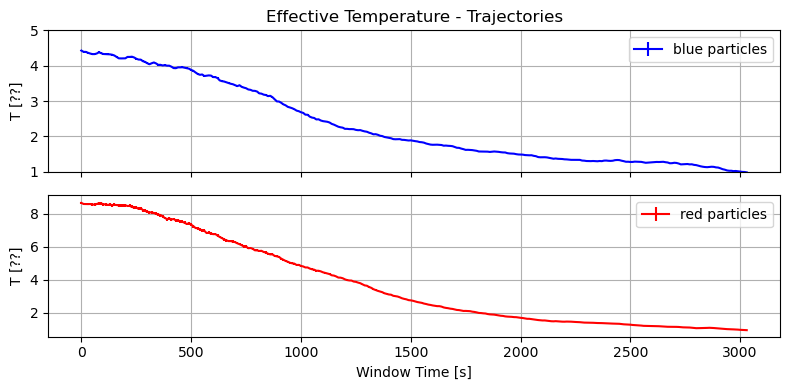 Effective Temperature - Trajectories
5
4
3
2
1
T [??]
blue particles
8
6
4
2
T [??]
red particles
0 500 1000 1500 2000 2500 3000
Window Time [s]